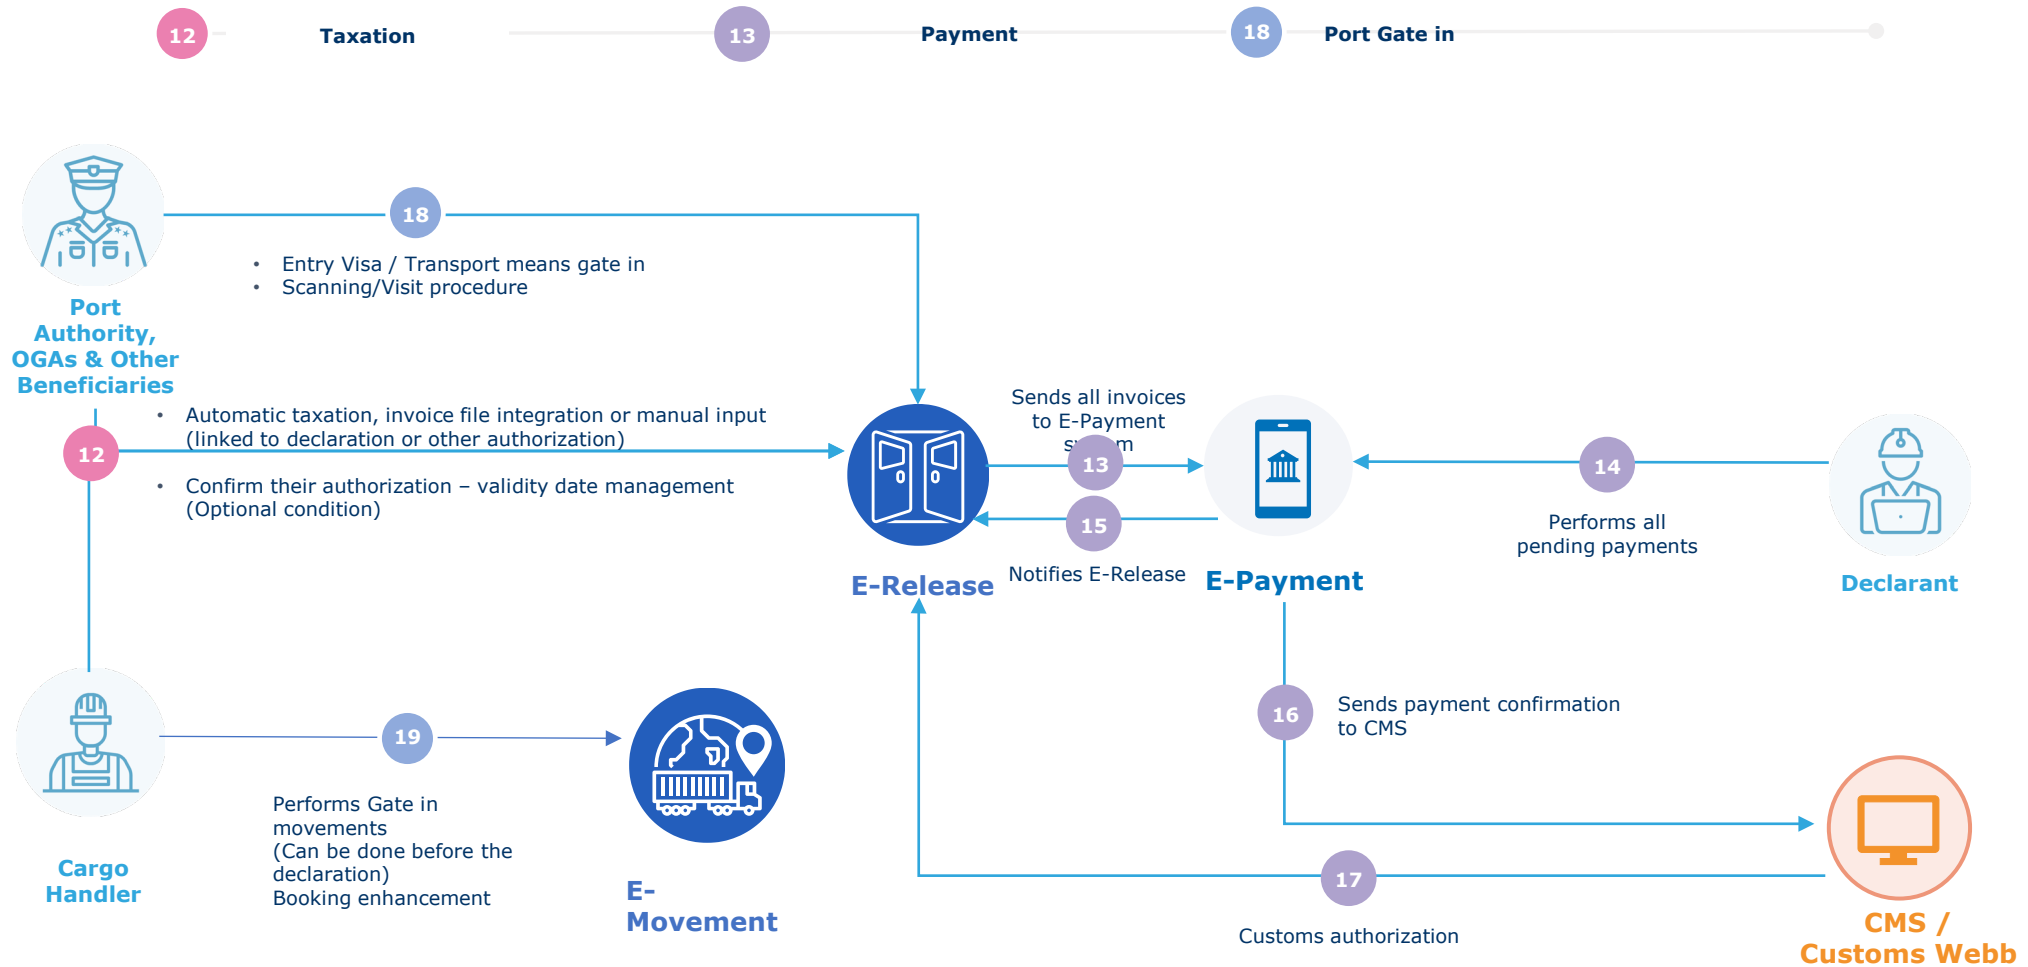 12 Taxation 13 Payment 18 Port Gate in
18
• Entry Visa / Transport means gate in
• Scanning/Visit procedure
Port
Authority,
OGAs & Other
Beneficiaries
12
• Automatic taxation, invoice file integration or manual input
(linked to declaration or other authorization)
• Confirm their authorization – validity date management
(Optional condition)
Sends all invoices
to E-Payment
13
15
Notifies E-Release
E-Release
E-Payment
14
Performs all
pending payments
Declarant
16
Sends payment confirmation
to CMS
19
Performs Gate in
movements
(Can be done before the
declaration)
Booking enhancement
Cargo
Handler
E-
Movement
17
Customs authorization
CMS /
Customs Webb